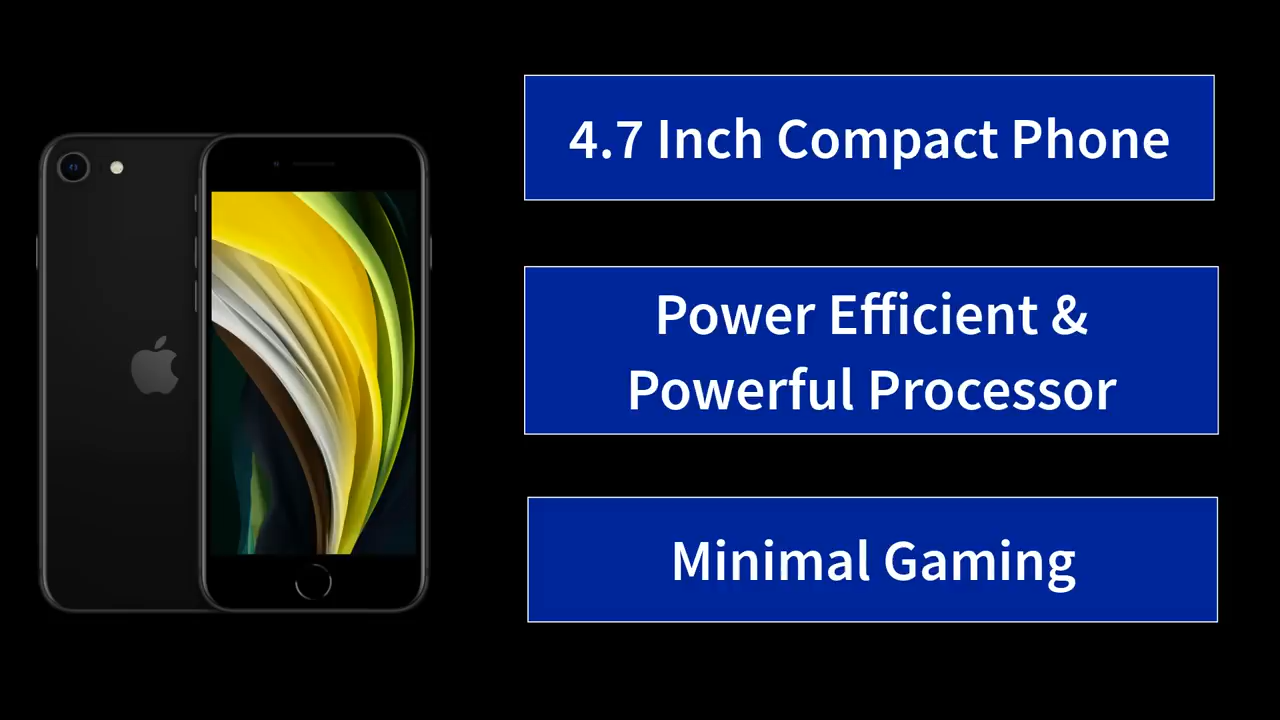 4.7 Inch Compact Phone
Power Efficient &
Powerful Processor
Minimal Gaming